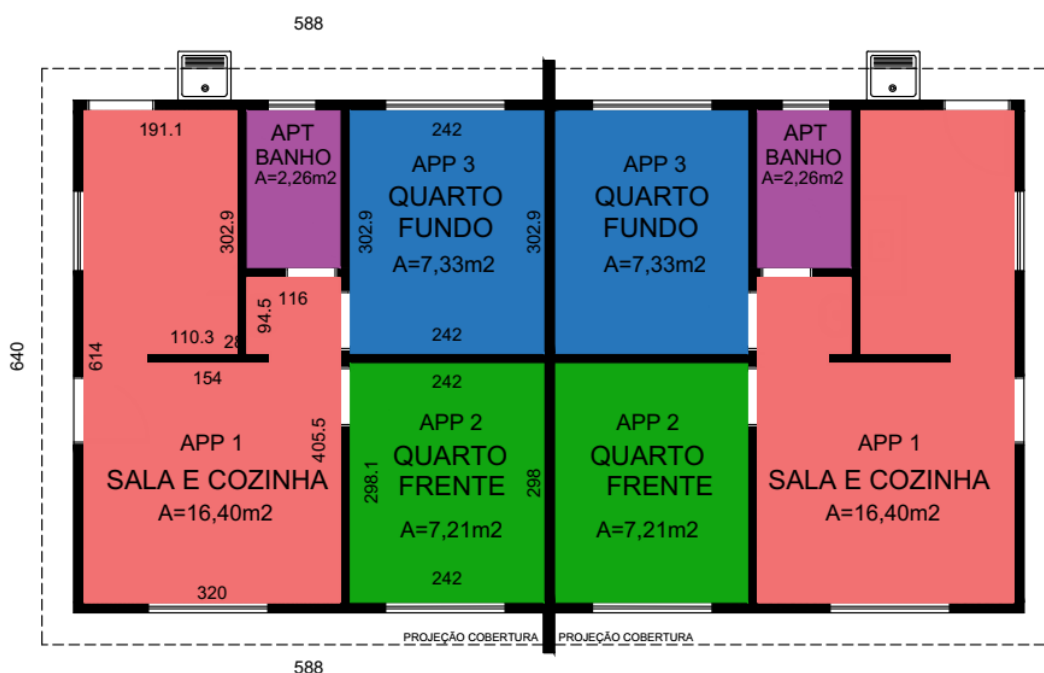 588
191.1
APT
BANHO
A=2,26m2
242
APP 3
QUARTO
FUNDO
A=7,33m2
302.9
302.9
302.9
242
APP 3
QUARTO
FUNDO
A=7,33m2
APT
BANHO
A=2,26m2
116
94.5
110.3
28
640
614
154
242
APP 1
SALA E COZINHA
A=16,40m2
405.5
320
APP 2
QUARTO
FRENTE
A=7,21m2
298.1
298
242
APP 2
QUARTO
FRENTE
A=7,21m2
APP 1
SALA E COZINHA
A=16,40m2
PROJEÇÃO COBERTURA
PROJEÇÃO COBERTURA
588